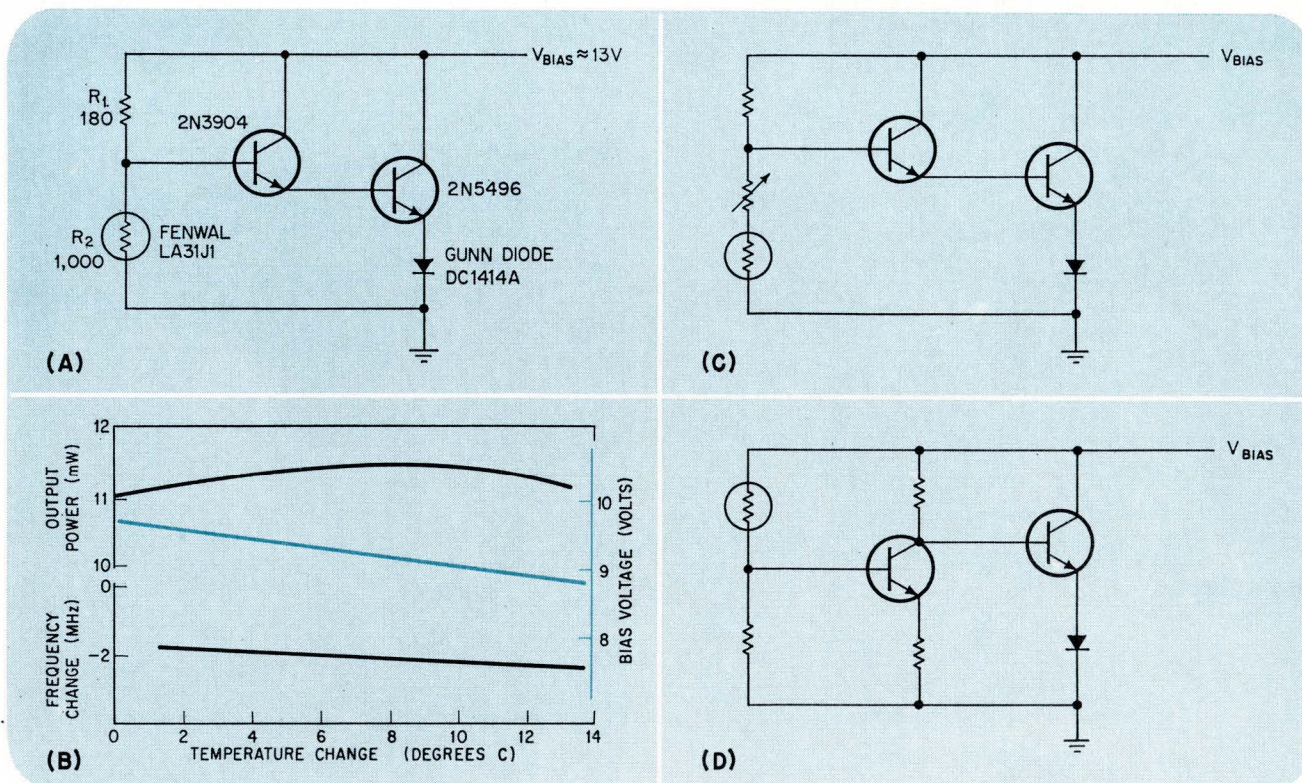 V_BIAS ≈ 13V
R1
180
2N3904
2N5496
R2
1,000
FENWAL
LA31J1
GUNN DIODE
DC1414A
(A)
V_BIAS
(C)
12
11
10
0
-2
OUTPUT
POWER (mW)
FREQUENCY
CHANGE (MHz)
10
9
8
BIAS VOLTAGE (VOLTS)
0 2 4 6 8 10 12 14
TEMPERATURE CHANGE (DEGREES C)
(B)
V_BIAS
(D)